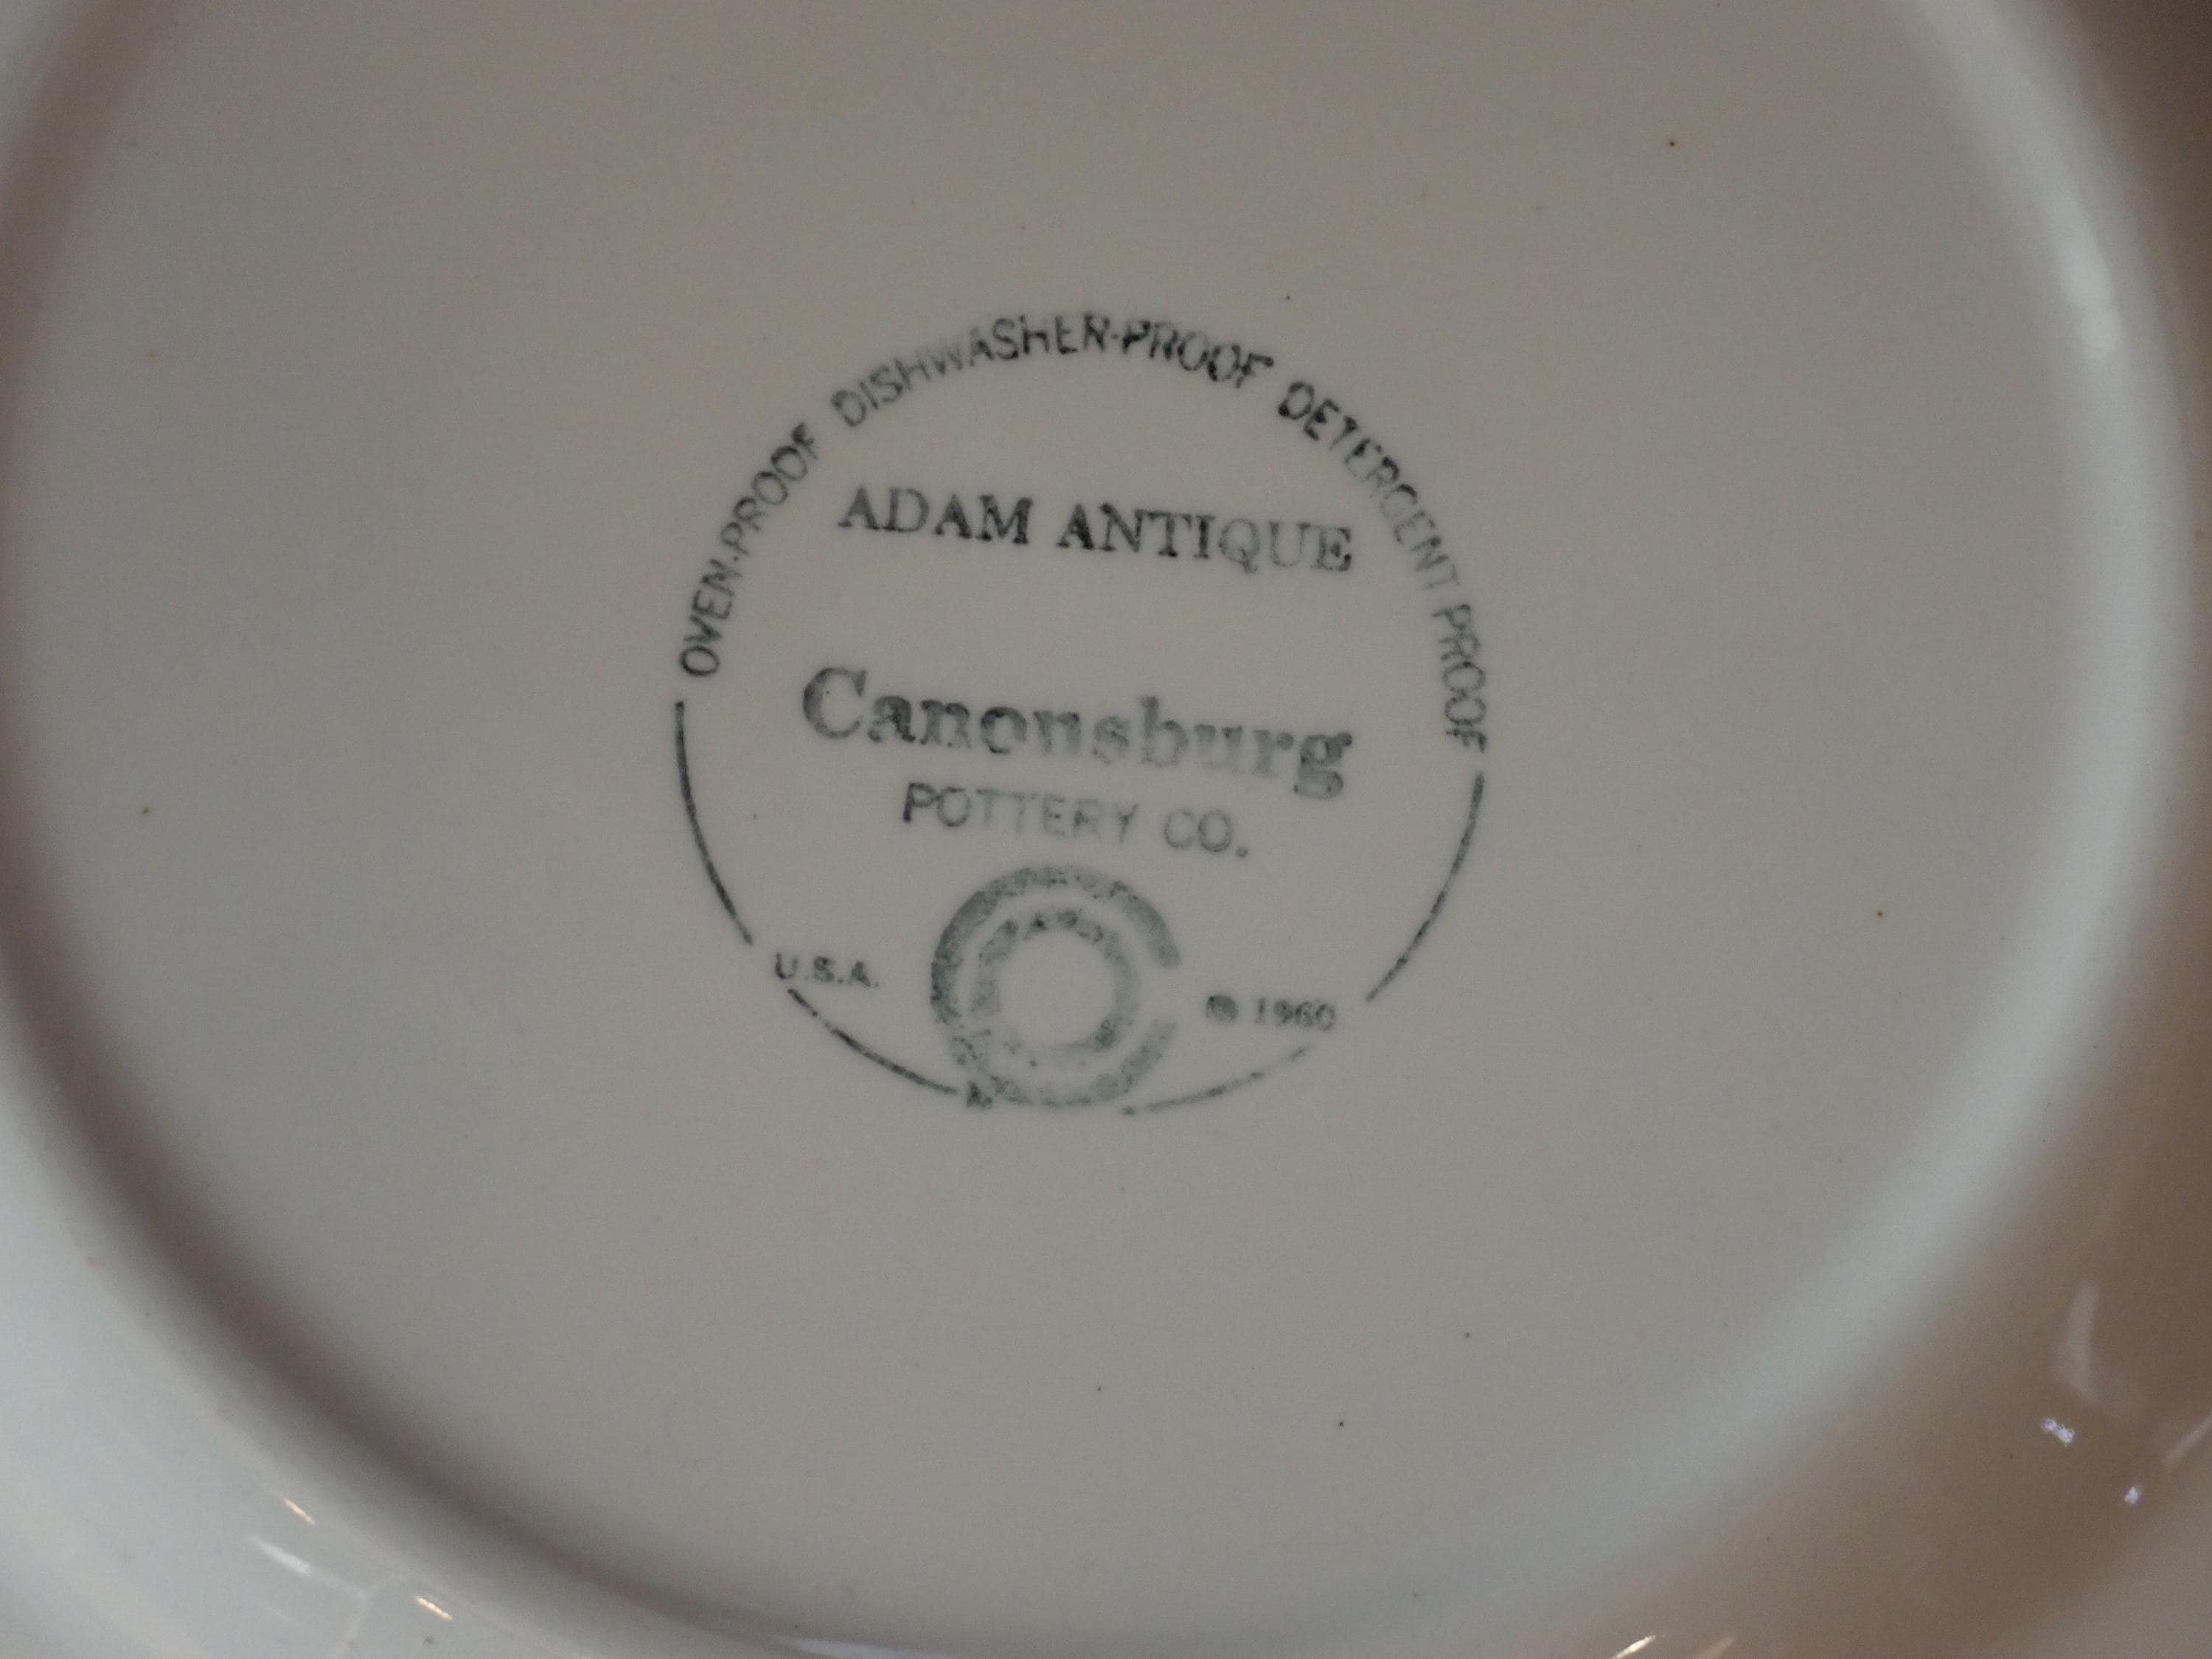 OVEN-PROOF DISHWASHER-PROOF DETERGENT-PROOF
ADAM ANTIQUE
Canonsburg
POTTERY CO.
U.S.A.
© 1960